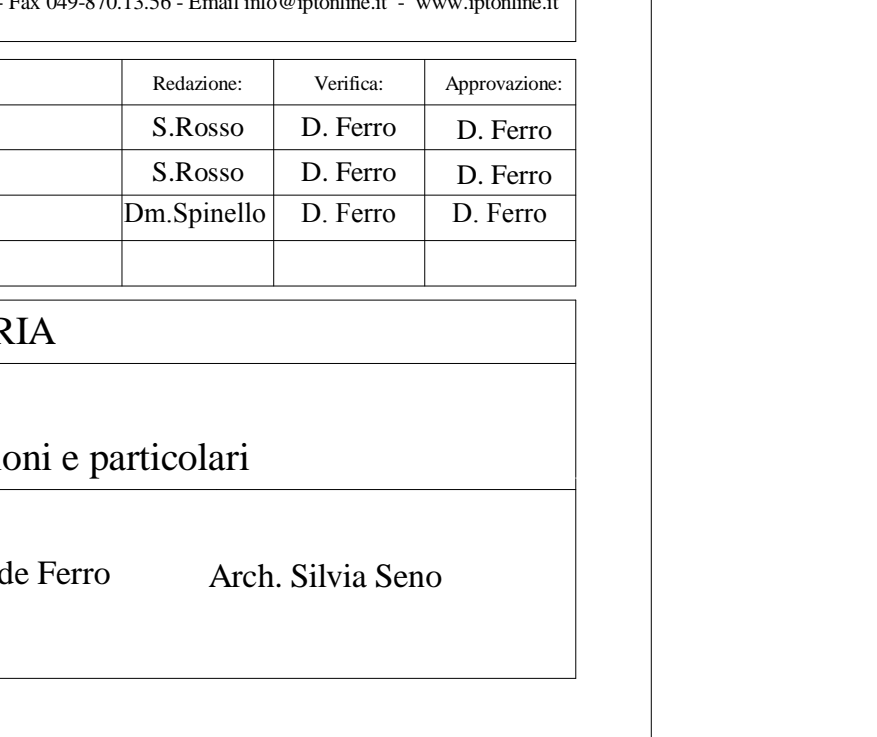 - Fax 049-870.13.56 - Email info@iptonline.it - www.iptonline.it
Redazione: Verifica: Approvazione:
S.Rosso D. Ferro D. Ferro
S.Rosso D. Ferro D. Ferro
Dm.Spinello D. Ferro D. Ferro
RIA
ioni e particolari
de Ferro Arch. Silvia Seno